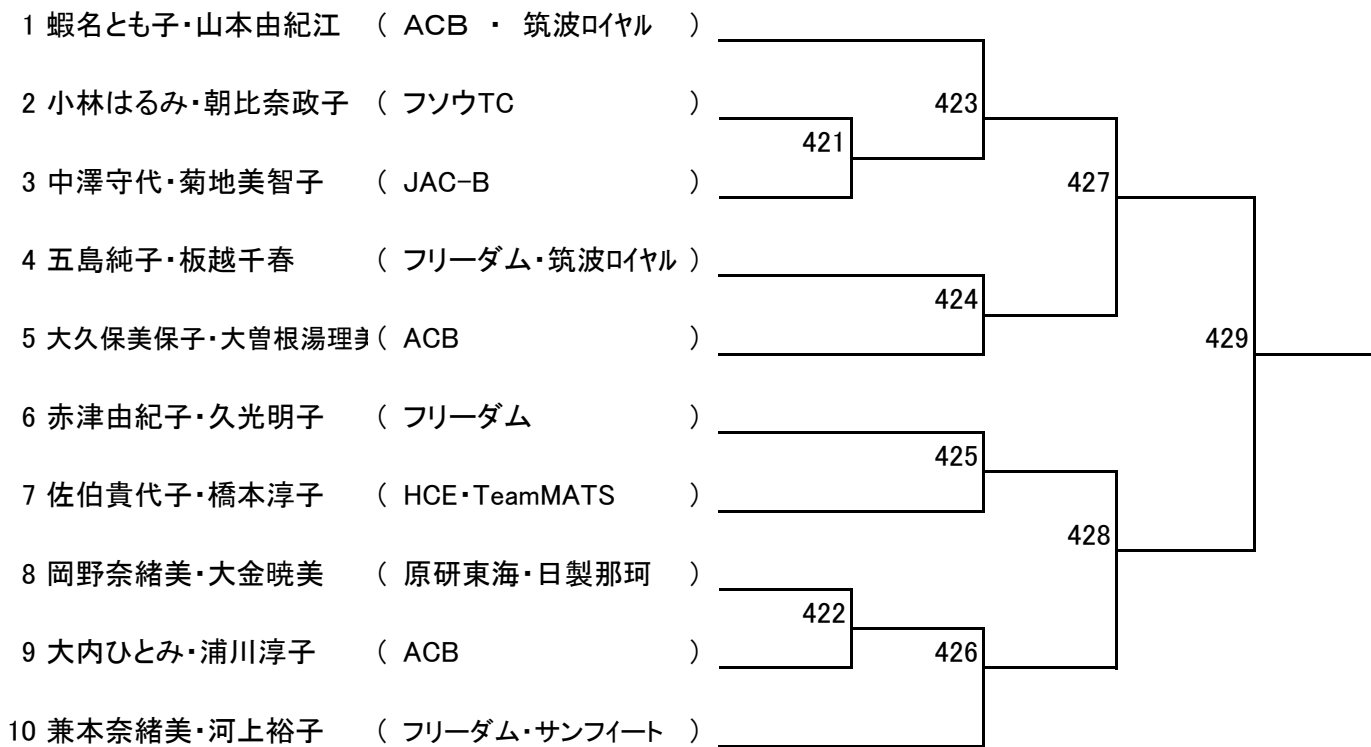 1 蝦名とも子・山本由紀江 ( ACB ・ 筑波ロイヤル )
423
2 小林はるみ・朝比奈政子 ( フソウTC )
421
3 中澤守代・菊地美智子 ( JAC-B )
427
4 五島純子・板越千春 ( フリーダム・筑波ロイヤル )
424
5 大久保美保子・大曽根湯理美 ( ACB )
429
6 赤津由紀子・久光明子 ( フリーダム )
425
7 佐伯貴代子・橋本淳子 ( HCE・TeamMATS )
428
8 岡野奈緒美・大金暁美 ( 原研東海・日製那珂 )
422
9 大内ひとみ・浦川淳子 ( ACB )
426
10 兼本奈緒美・河上裕子 ( フリーダム・サンフイート )